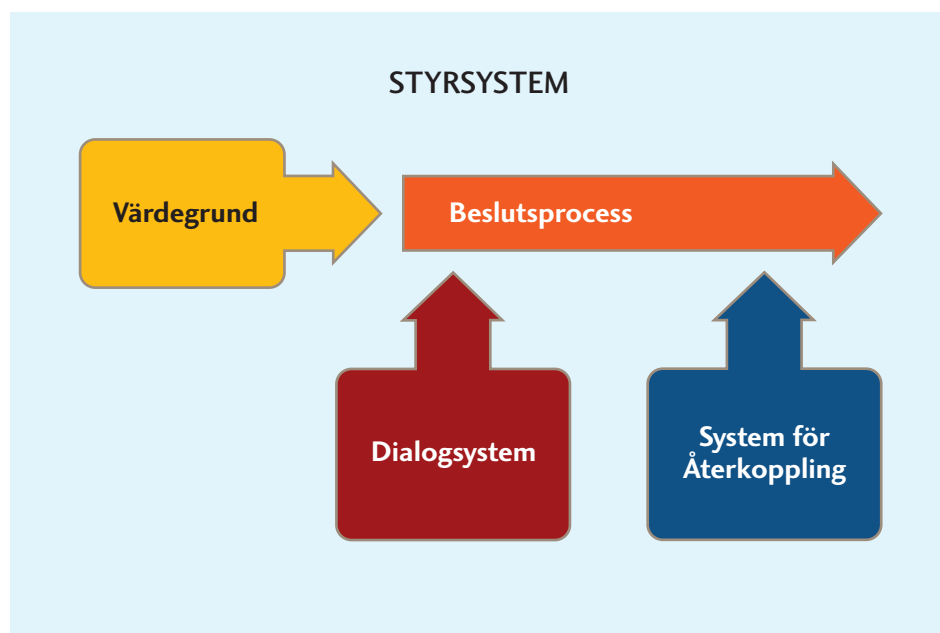 STYRSYSTEM
Värdegrund
Beslutsprocess
Dialogsystem
System för
Återkoppling